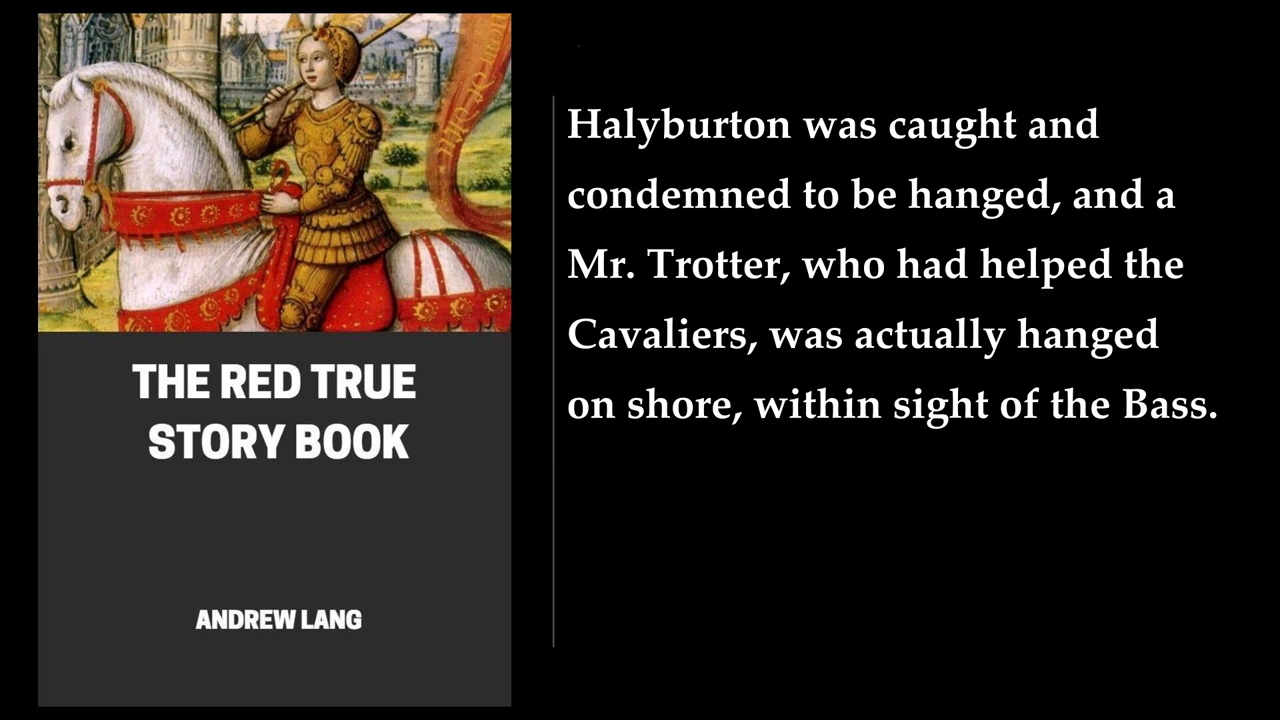 THE RED TRUE
STORY BOOK
ANDREW LANG
Halyburton was caught and
condemned to be hanged, and a
Mr. Trotter, who had helped the
Cavaliers, was actually hanged
on shore, within sight of the Bass.